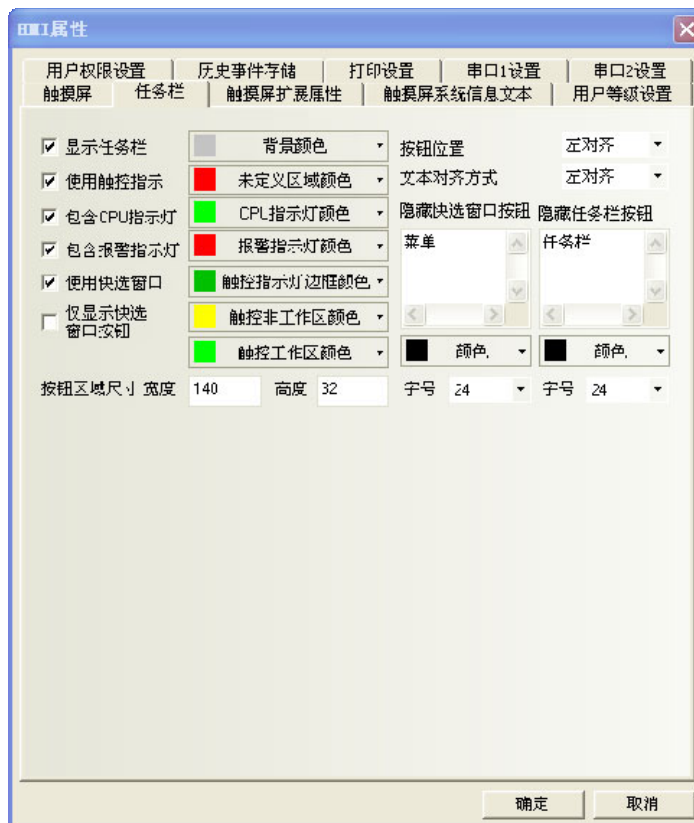 HMI属性
用户权限设置 历史事件存储 打印设置 串口1设置 串口2设置
触摸屏 任务栏 触摸屏扩展属性 触摸屏系统信息文本 用户等级设置
显示任务栏 背景颜色 按钮位置 左对齐
使用触控指示 未定义区域颜色 文本对齐方式 左对齐
包含CPU指示灯 CPL指示灯颜色 隐藏快选窗口按钮 隐藏任务栏按钮
包含报警指示灯 报警指示灯颜色 菜单 任务栏
使用快选窗口 触控指示灯边框颜色
仅显示快选
窗口按钮 触控非工作区颜色
触控工作区颜色 颜色. 颜色.
按钮区域尺寸 宽度 140 高度 32 字号 24 字号 24
确定 取消